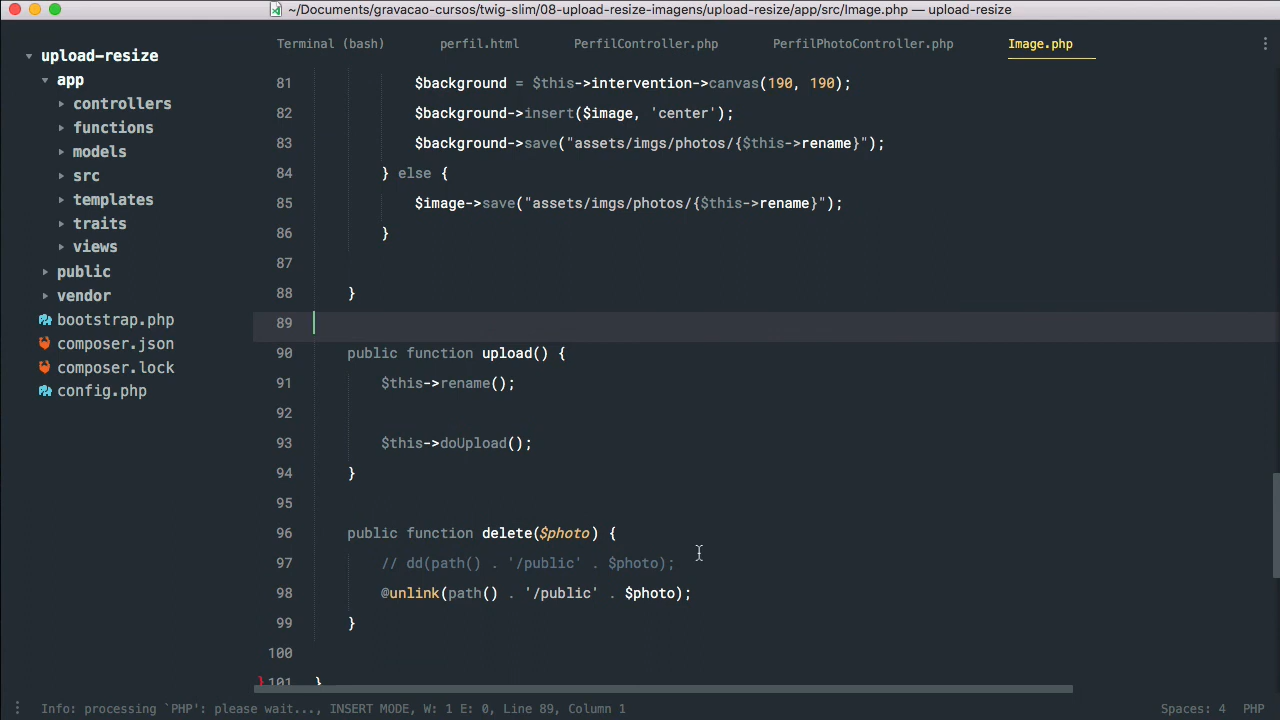 ~/Documents/gravacao-cursos/twig-slim/08-upload-resize-imagens/upload-resize/app/src/Image.php — upload-resize
Terminal (bash) perfil.html PerfilController.php PerfilPhotoController.php Image.php
upload-resize
app
controllers
functions
models
src
templates
traits
views
public
vendor
bootstrap.php
composer.json
composer.lock
config.php
81 $background = $this->intervention->canvas(190, 190);
82 $background->insert($image, 'center');
83 $background->save("assets/imgs/photos/{$this->rename}");
84 } else {
85 $image->save("assets/imgs/photos/{$this->rename}");
86 }
87
88 }
89
90 public function upload() {
91 $this->rename();
92
93 $this->doUpload();
94 }
95
96 public function delete($photo) {
97 // dd(path() . '/public' . $photo);
98 @unlink(path() . '/public' . $photo);
99 }
100
} 101 }
Info: processing `PHP': please wait..., INSERT MODE, W: 1 E: 0, Line 89, Column 1 Spaces: 4 PHP